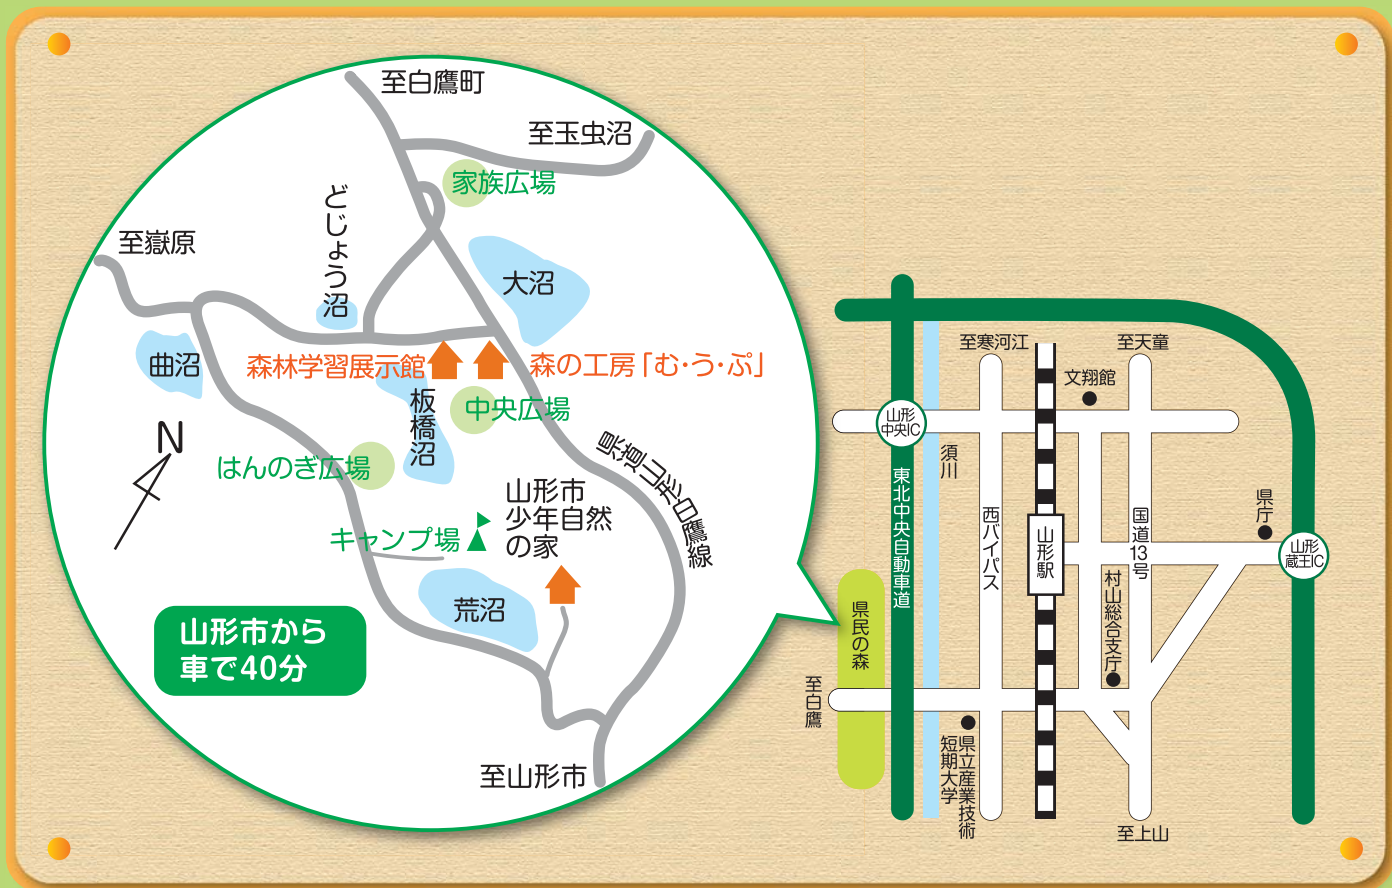 至白鷹町
至玉虫沼
家族広場
どじょう沼
至嶽原
大沼
曲沼
森林学習展示館
森の工房「む・う・ぷ」
中央広場
板橋沼
N
はんのぎ広場
県道山形白鷹線
山形市
少年自然
の家
キャンプ場
荒沼
山形市から
車で40分
至山形市
至寒河江
至天童
文翔館
山形
中央IC
須川
東北中央自動車道
西バイパス
山形駅
国道13号
県庁
山形
蔵王IC
村山総合支庁
県民の森
至白鷹
県立産業技術
短期大学
至上山